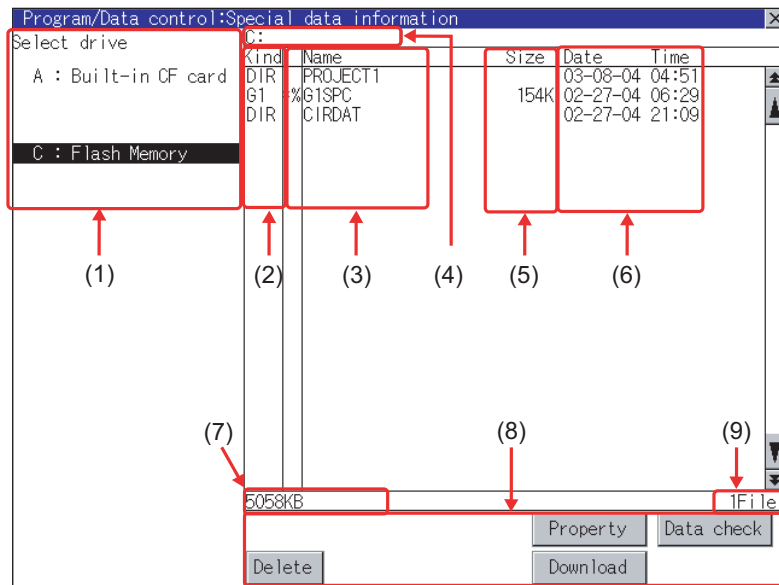 Program/Data control:Special data information
Select drive
A : Built-in CF card
C : Flash Memory
C:
Kind Name Size Date Time
DIR PROJECT1 03-08-04 04:51
G1 *%G1SPC 154K 02-27-04 06:29
DIR CIRDAT 02-27-04 21:09
(1) (2) (3) (4) (5) (6)
(7) (8) (9)
5058KB 1File
Property Data check
Delete Download